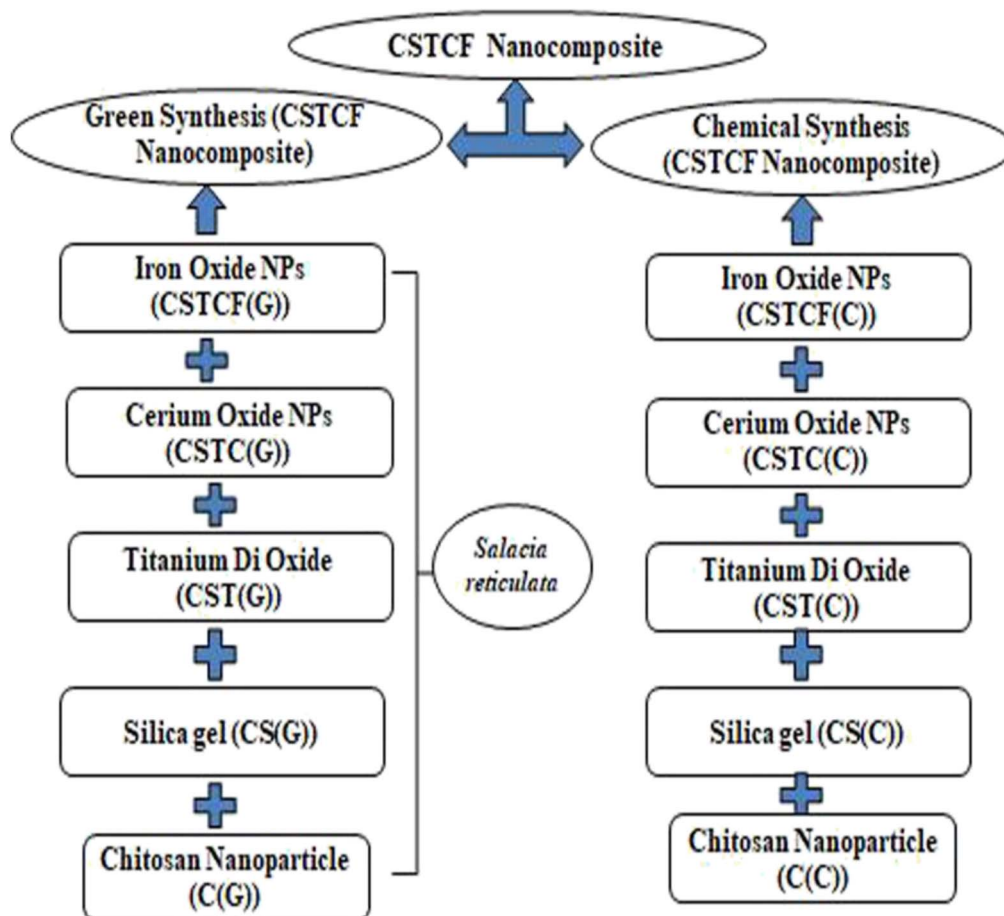 CSTCF Nanocomposite
Green Synthesis (CSTCF
Nanocomposite)
Chemical Synthesis
(CSTCF Nanocomposite)
Iron Oxide NPs
(CSTCF(G))
Cerium Oxide NPs
(CSTC(G))
Titanium Di Oxide
(CST(G))
Silica gel (CS(G))
Chitosan Nanoparticle
(C(G))
Salacia
reticulata
Iron Oxide NPs
(CSTCF(C))
Cerium Oxide NPs
(CSTC(C))
Titanium Di Oxide
(CST(C))
Silica gel (CS(C))
Chitosan Nanoparticle
(C(C))